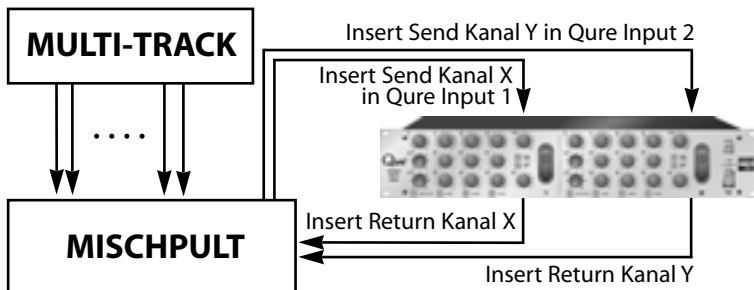 MULTI-TRACK
Insert Send Kanal Y in Qure Input 2
Insert Send Kanal X
in Qure Input 1
Qure
MISCHPULT
Insert Return Kanal X
Insert Return Kanal Y